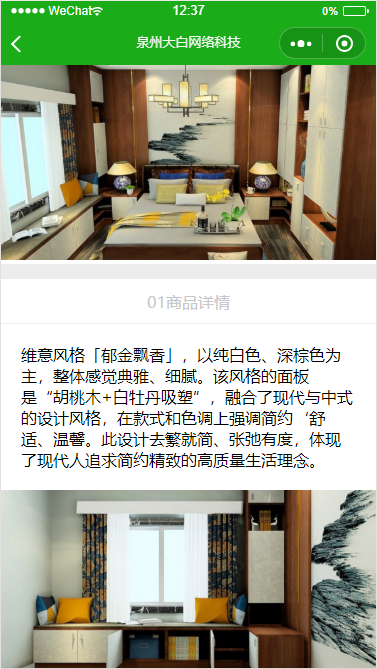 WeChat
12:37
0%
泉州大白网络科技
01商品详情
维意风格「郁金飘香」，以纯白色、深棕色为
主，整体感觉典雅、细腻。该风格的面板
是“胡桃木+白牡丹吸塑”，融合了现代与中式
的设计风格，在款式和色调上强调简约‘舒
适、温馨。此设计去繁就简、张弛有度，体现
了现代人追求简约精致的高质量生活理念。